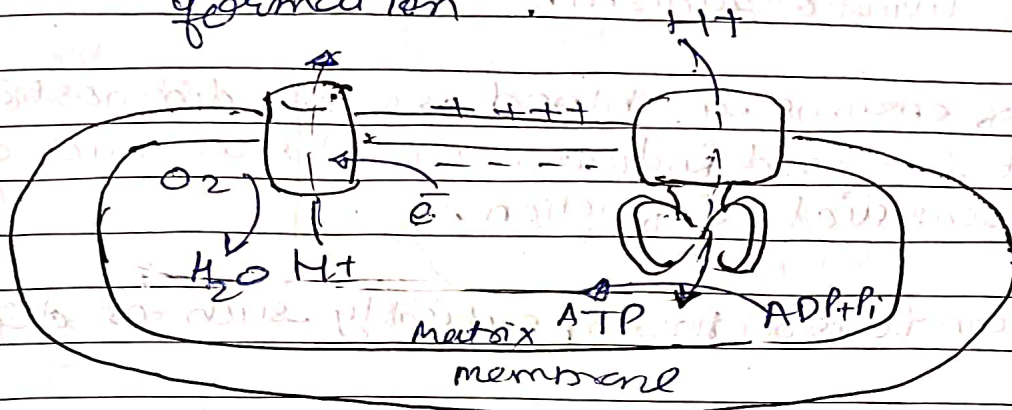 formation.
H+
++++
- - - -
O2
e-
H2O H+
ATP ADP+Pi
Matrix
membrane